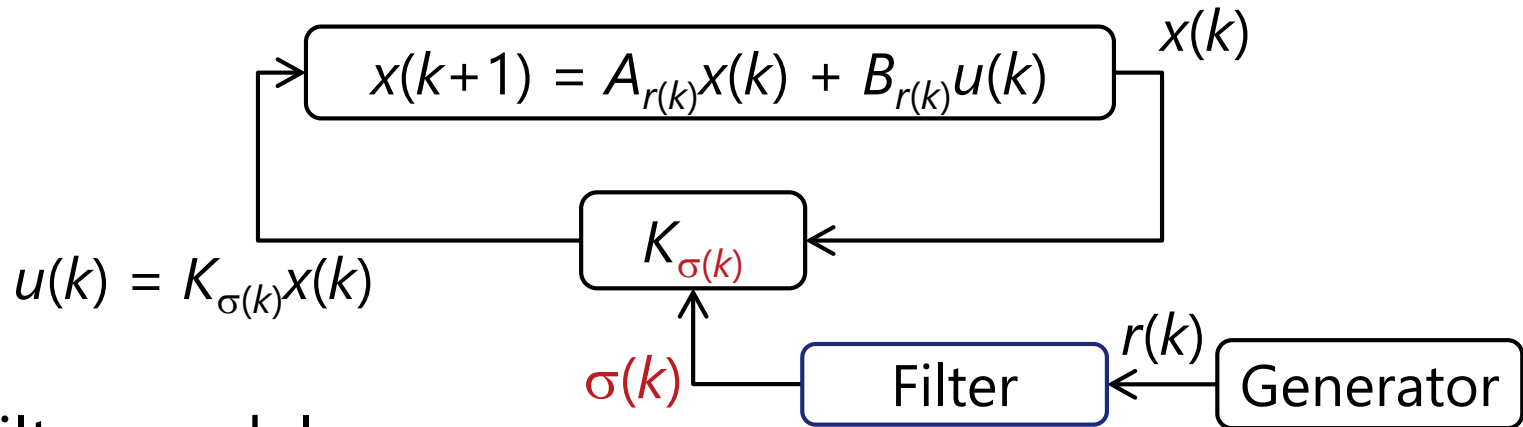 x(k)
x(k+1) = A_{r(k)}x(k) + B_{r(k)}u(k)
K_{σ(k)}
u(k) = K_{σ(k)}x(k)
r(k)
σ(k)
Filter
Generator